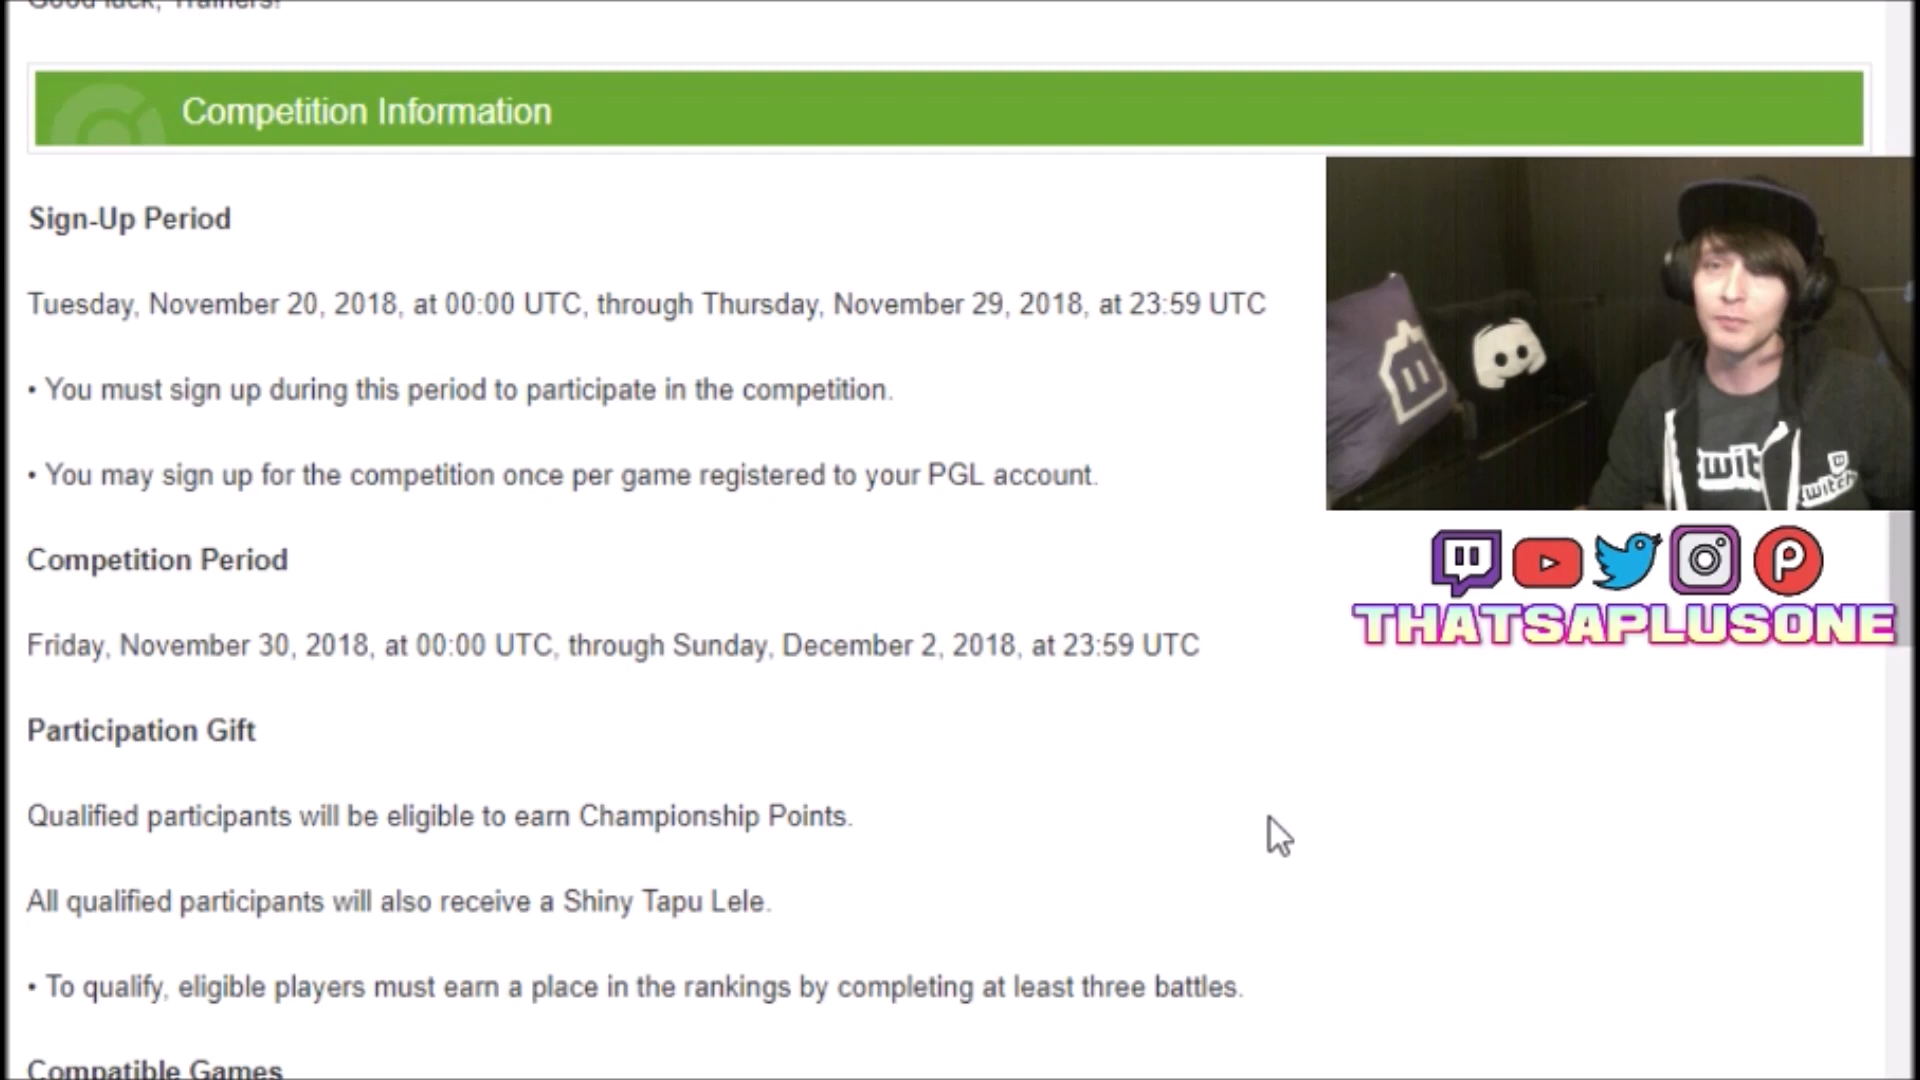 Good luck, Trainers!
Competition Information
Sign-Up Period
Tuesday, November 20, 2018, at 00:00 UTC, through Thursday, November 29, 2018, at 23:59 UTC
• You must sign up during this period to participate in the competition.
• You may sign up for the competition once per game registered to your PGL account.
Competition Period
Friday, November 30, 2018, at 00:00 UTC, through Sunday, December 2, 2018, at 23:59 UTC
Participation Gift
Qualified participants will be eligible to earn Championship Points.
All qualified participants will also receive a Shiny Tapu Lele.
• To qualify, eligible players must earn a place in the rankings by completing at least three battles.
Compatible Games
twit
twitch
THATSAPLUSONE